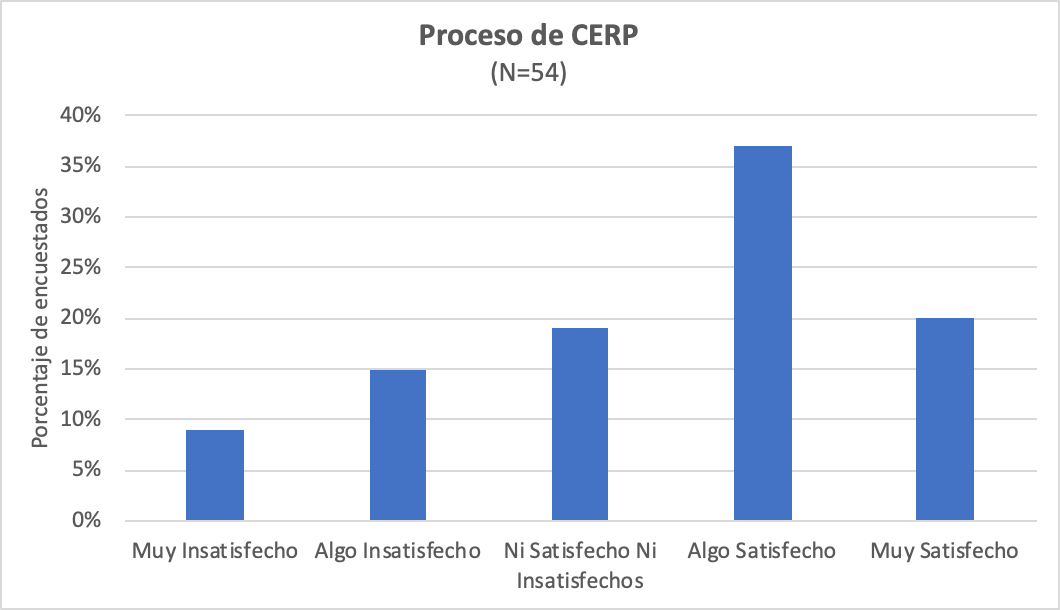 Proceso de CERP
(N=54)
Porcentaje de encuestados
40%
35%
30%
25%
20%
15%
10%
5%
0%
Muy Insatisfecho
Algo Insatisfecho
Ni Satisfecho Ni
Insatisfechos
Algo Satisfecho
Muy Satisfecho